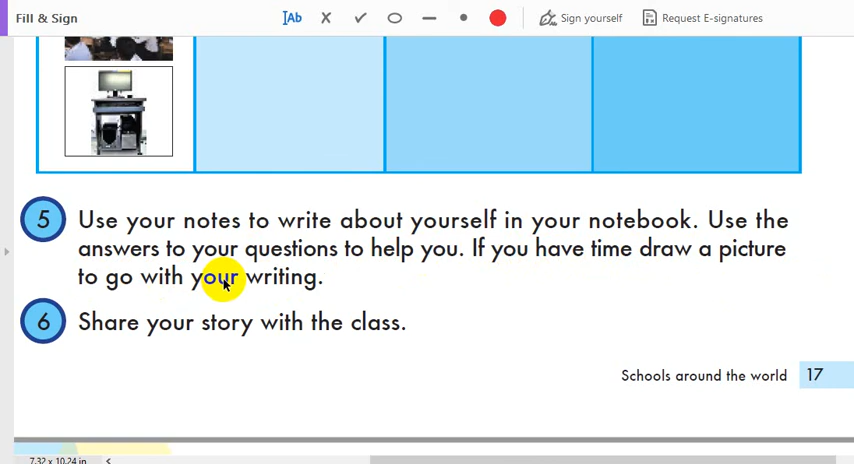 Fill & Sign
Ab
Sign yourself
Request E-signatures
5 Use your notes to write about yourself in your notebook. Use the
answers to your questions to help you. If you have time draw a picture
to go with your writing.
6 Share your story with the class.
Schools around the world 17
7.32 x 10.24 in